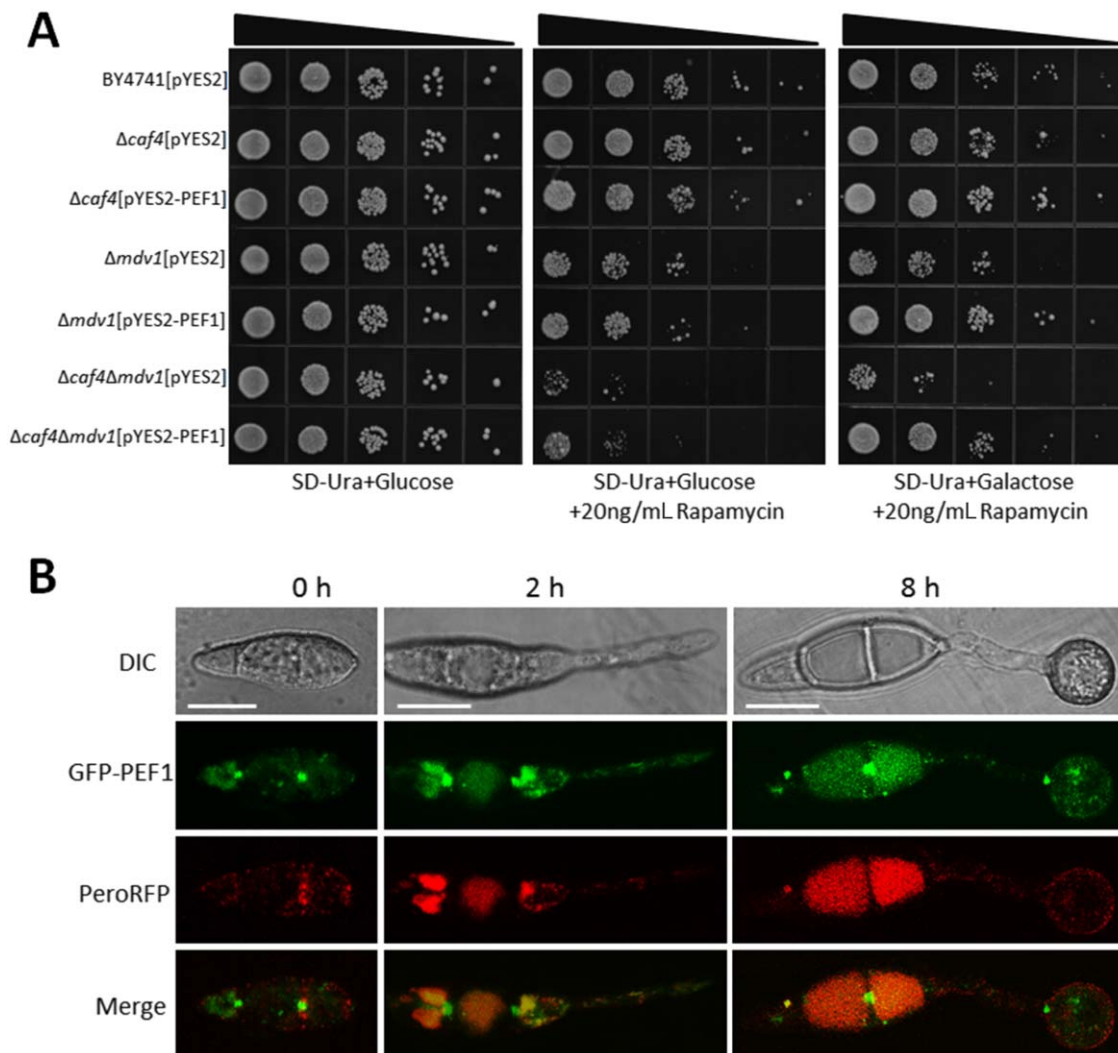 A
BY4741[pYES2]
Δcaf4[pYES2]
Δcaf4[pYES2-PEF1]
Δmdv1[pYES2]
Δmdv1[pYES2-PEF1]
Δcaf4Δmdv1[pYES2]
Δcaf4Δmdv1[pYES2-PEF1]
SD-Ura+Glucose
SD-Ura+Glucose
+20ng/mL Rapamycin
SD-Ura+Galactose
+20ng/mL Rapamycin
B
0 h
2 h
8 h
DIC
GFP-PEF1
PeroRFP
Merge